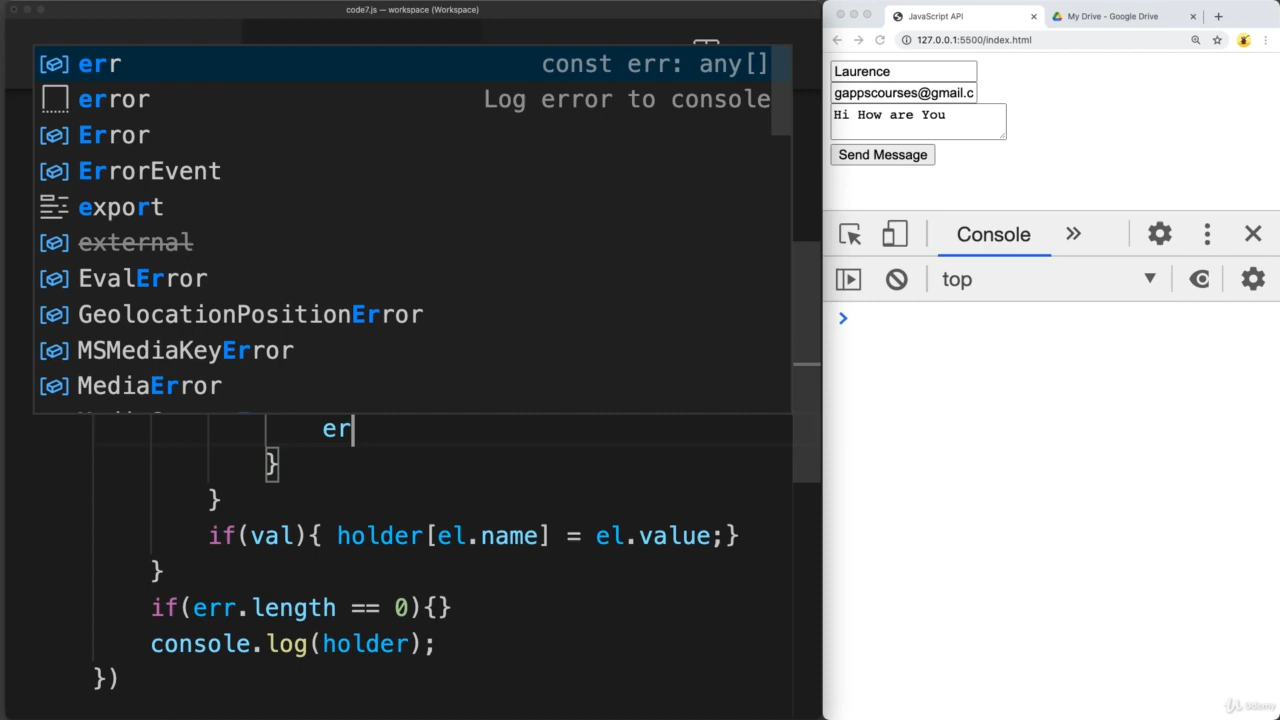 code7.js — workspace (Workspace)
err const err: any[]
error Log error to console
Error
ErrorEvent
export
external
EvalError
GeolocationPositionError
MSMediaKeyError
MediaError
er
}
}
if(val){ holder[el.name] = el.value;}
}
if(err.length == 0){}
console.log(holder);
})
JavaScript API
My Drive - Google Drive
127.0.0.1:5500/index.html
Laurence
gappscourses@gmail.c
Hi How are You
Send Message
Console
top
Udemy